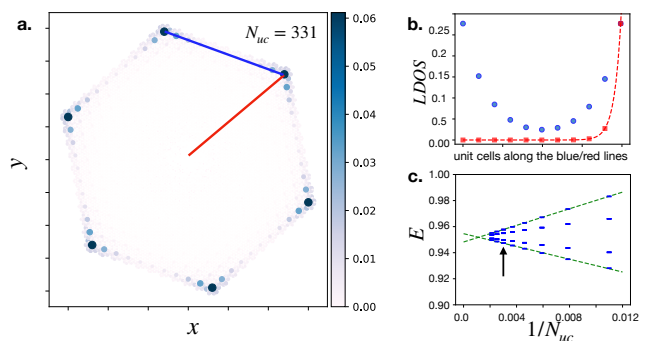 a.
N_uc = 331
y
x
0.06
0.05
0.04
0.03
0.02
0.01
0.00
b.
LDOS
0.25
0.20
0.15
0.10
0.5
0.00
unit cells along the blue/red lines
c.
E
1.00
0.98
0.96
0.94
0.92
0.90
0.0
0.004
0.008
0.012
1/N_uc